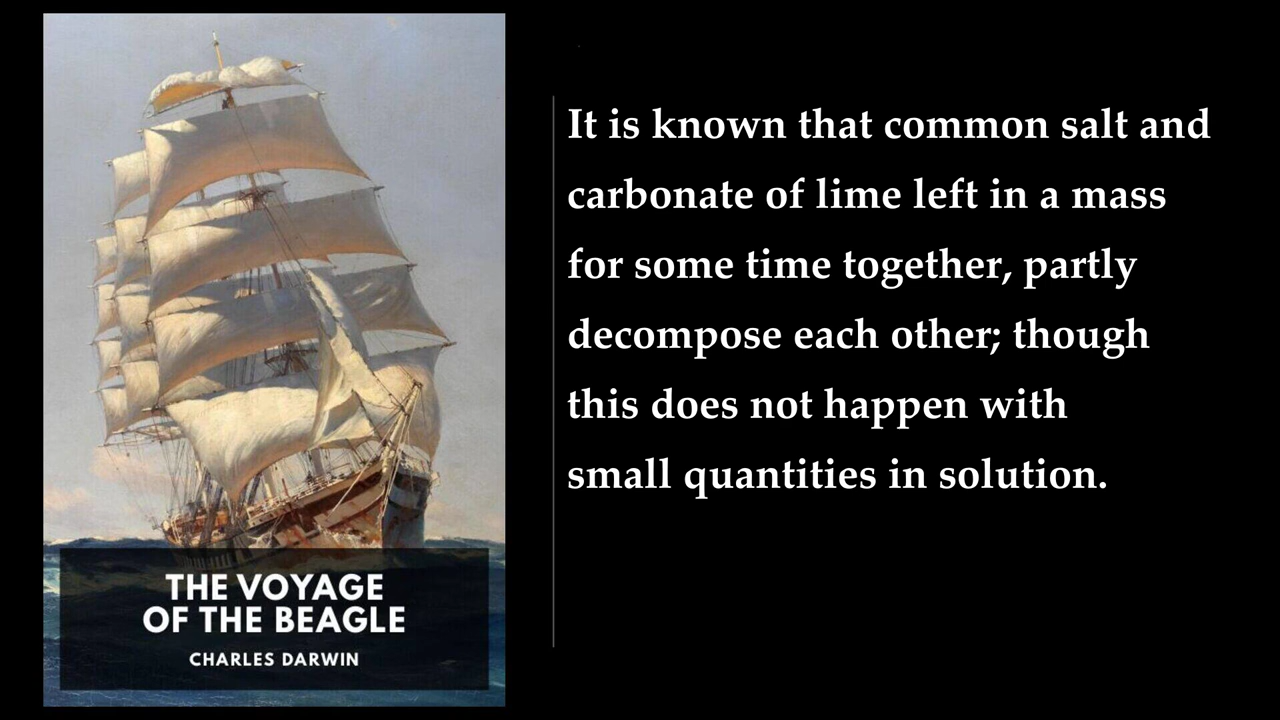 THE VOYAGE
OF THE BEAGLE
CHARLES DARWIN
It is known that common salt and
carbonate of lime left in a mass
for some time together, partly
decompose each other; though
this does not happen with
small quantities in solution.